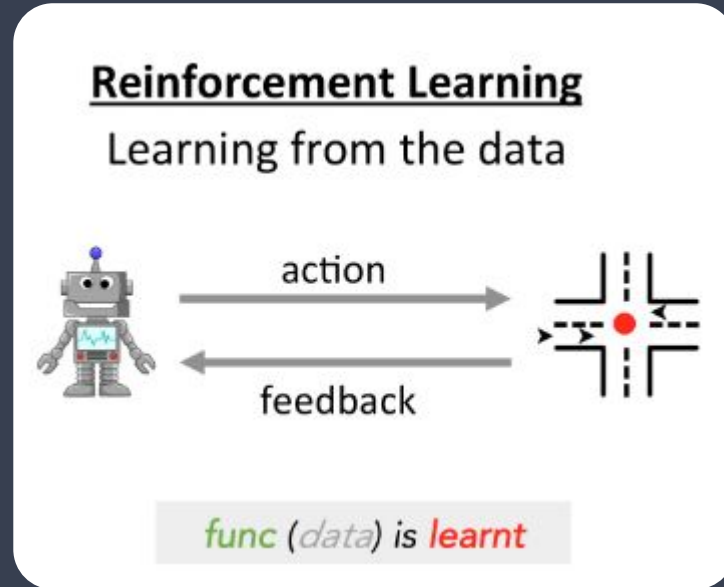 Reinforcement Learning
Learning from the data
action
feedback
func (data) is learnt